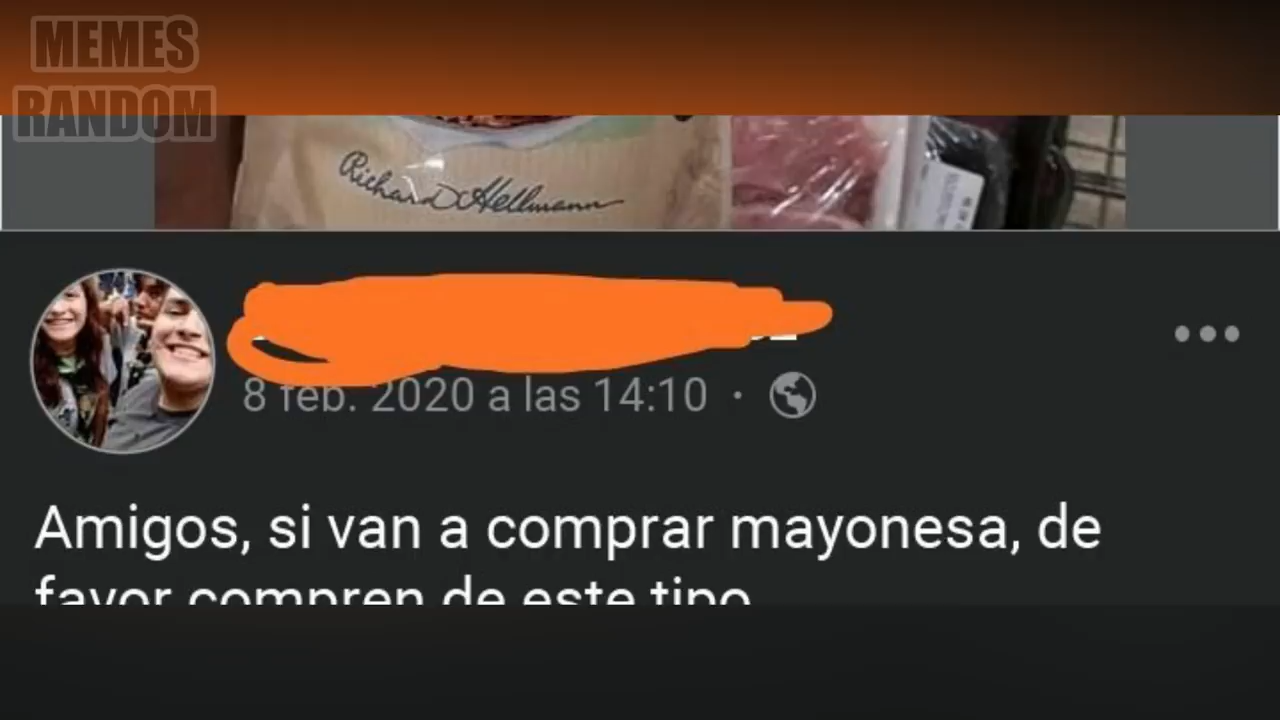 MEMES
RANDOM
Richard Hellmann
8 feb. 2020 a las 14:10
Amigos, si van a comprar mayonesa, de
favor compren de este tipo